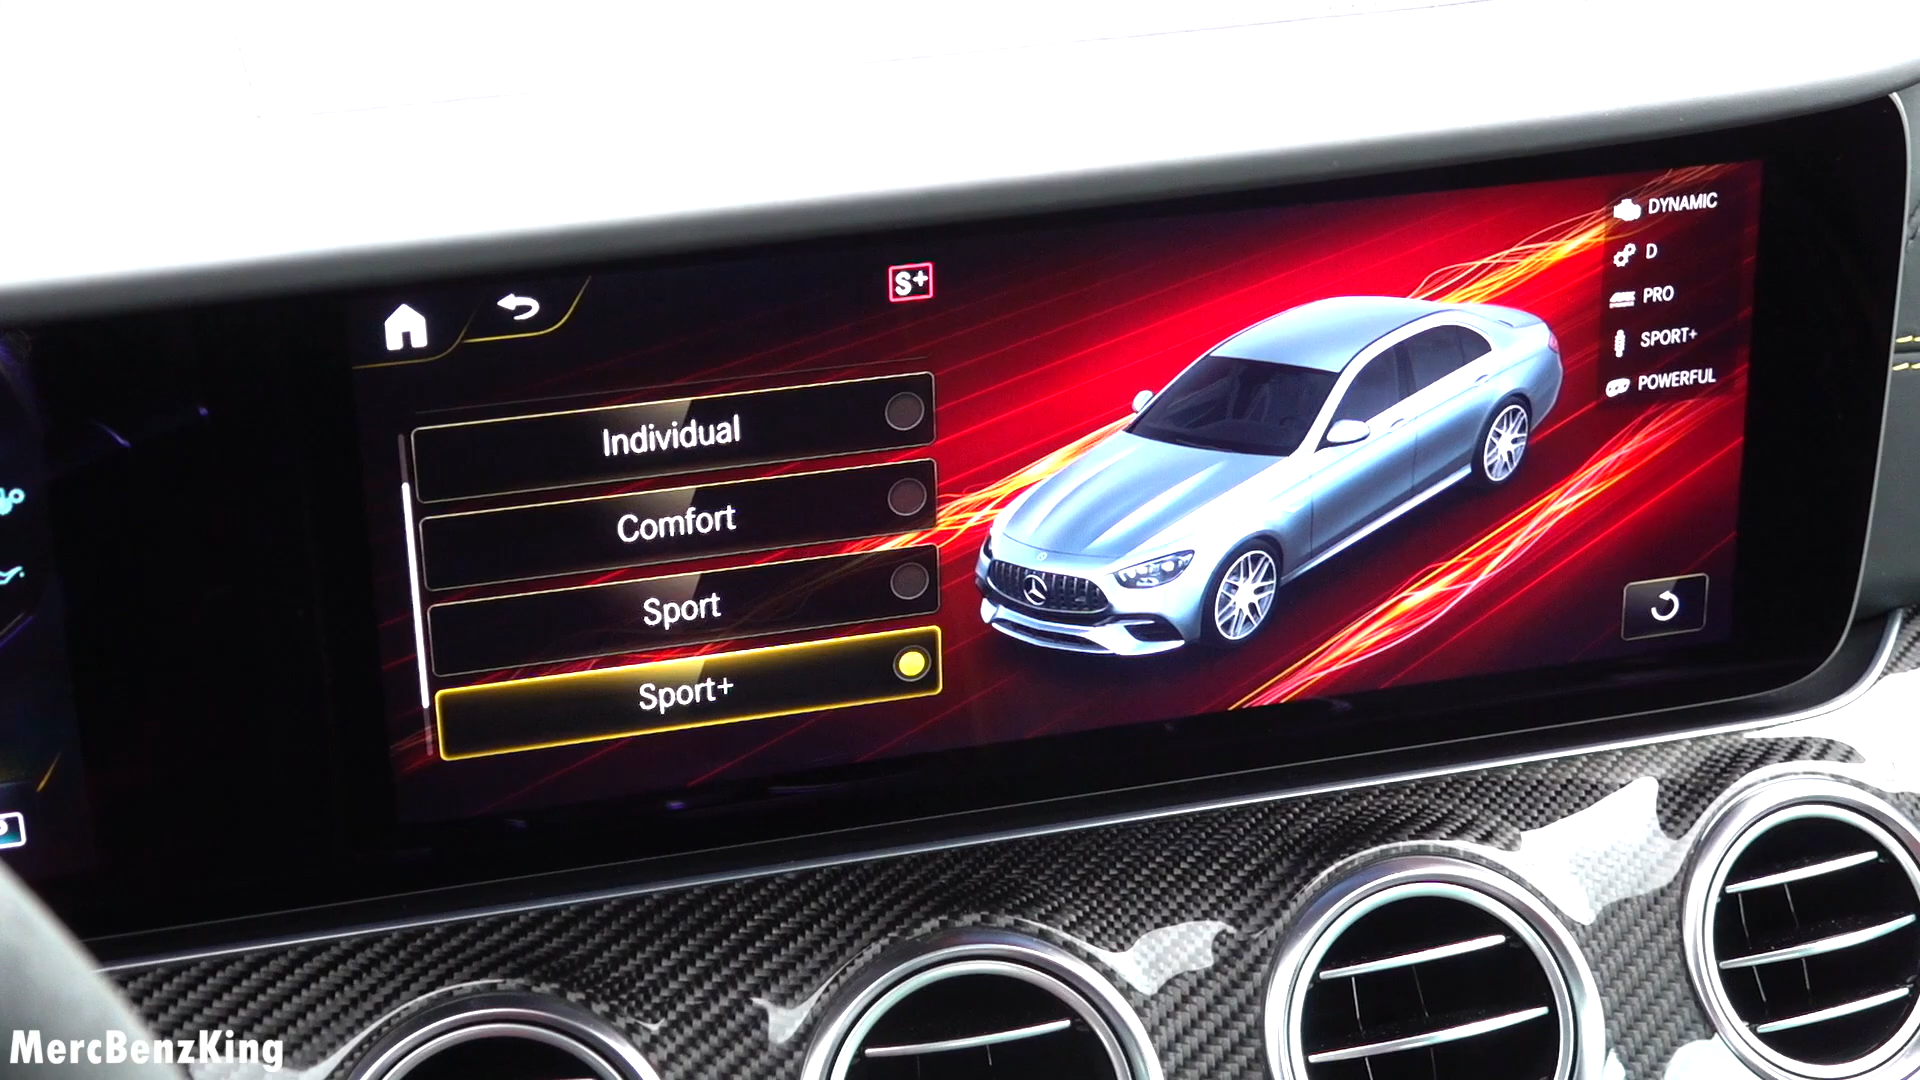 S+
Individual
Comfort
Sport
Sport+
DYNAMIC
D
PRO
SPORT+
POWERFUL
MercBenzKing